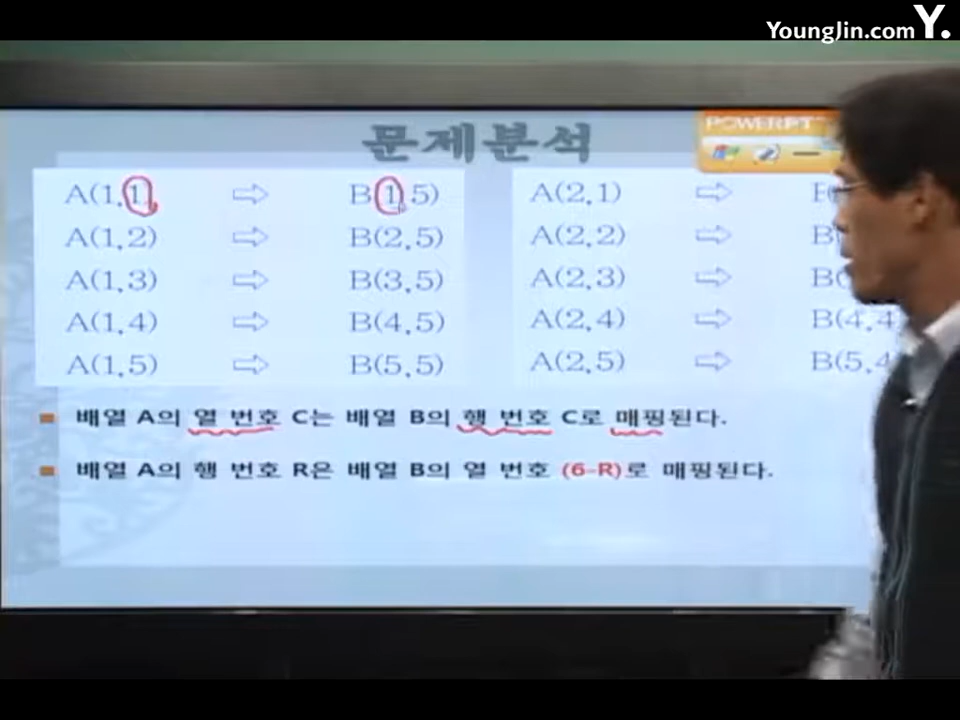 YoungJin.com Y.
문제분석
POWERPT
A(1,1) ⇨ B(1,5) A(2,1) ⇨
A(1,2) ⇨ B(2,5) A(2,2) ⇨
A(1,3) ⇨ B(3,5) A(2,3) ⇨
A(1,4) ⇨ B(4,5) A(2,4) ⇨ B(4,4
A(1,5) ⇨ B(5,5) A(2,5) ⇨ B(5,4
배열 A의 열 번호 C는 배열 B의 행 번호 C로 매핑된다.
배열 A의 행 번호 R은 배열 B의 열 번호 (6-R)로 매핑된다.